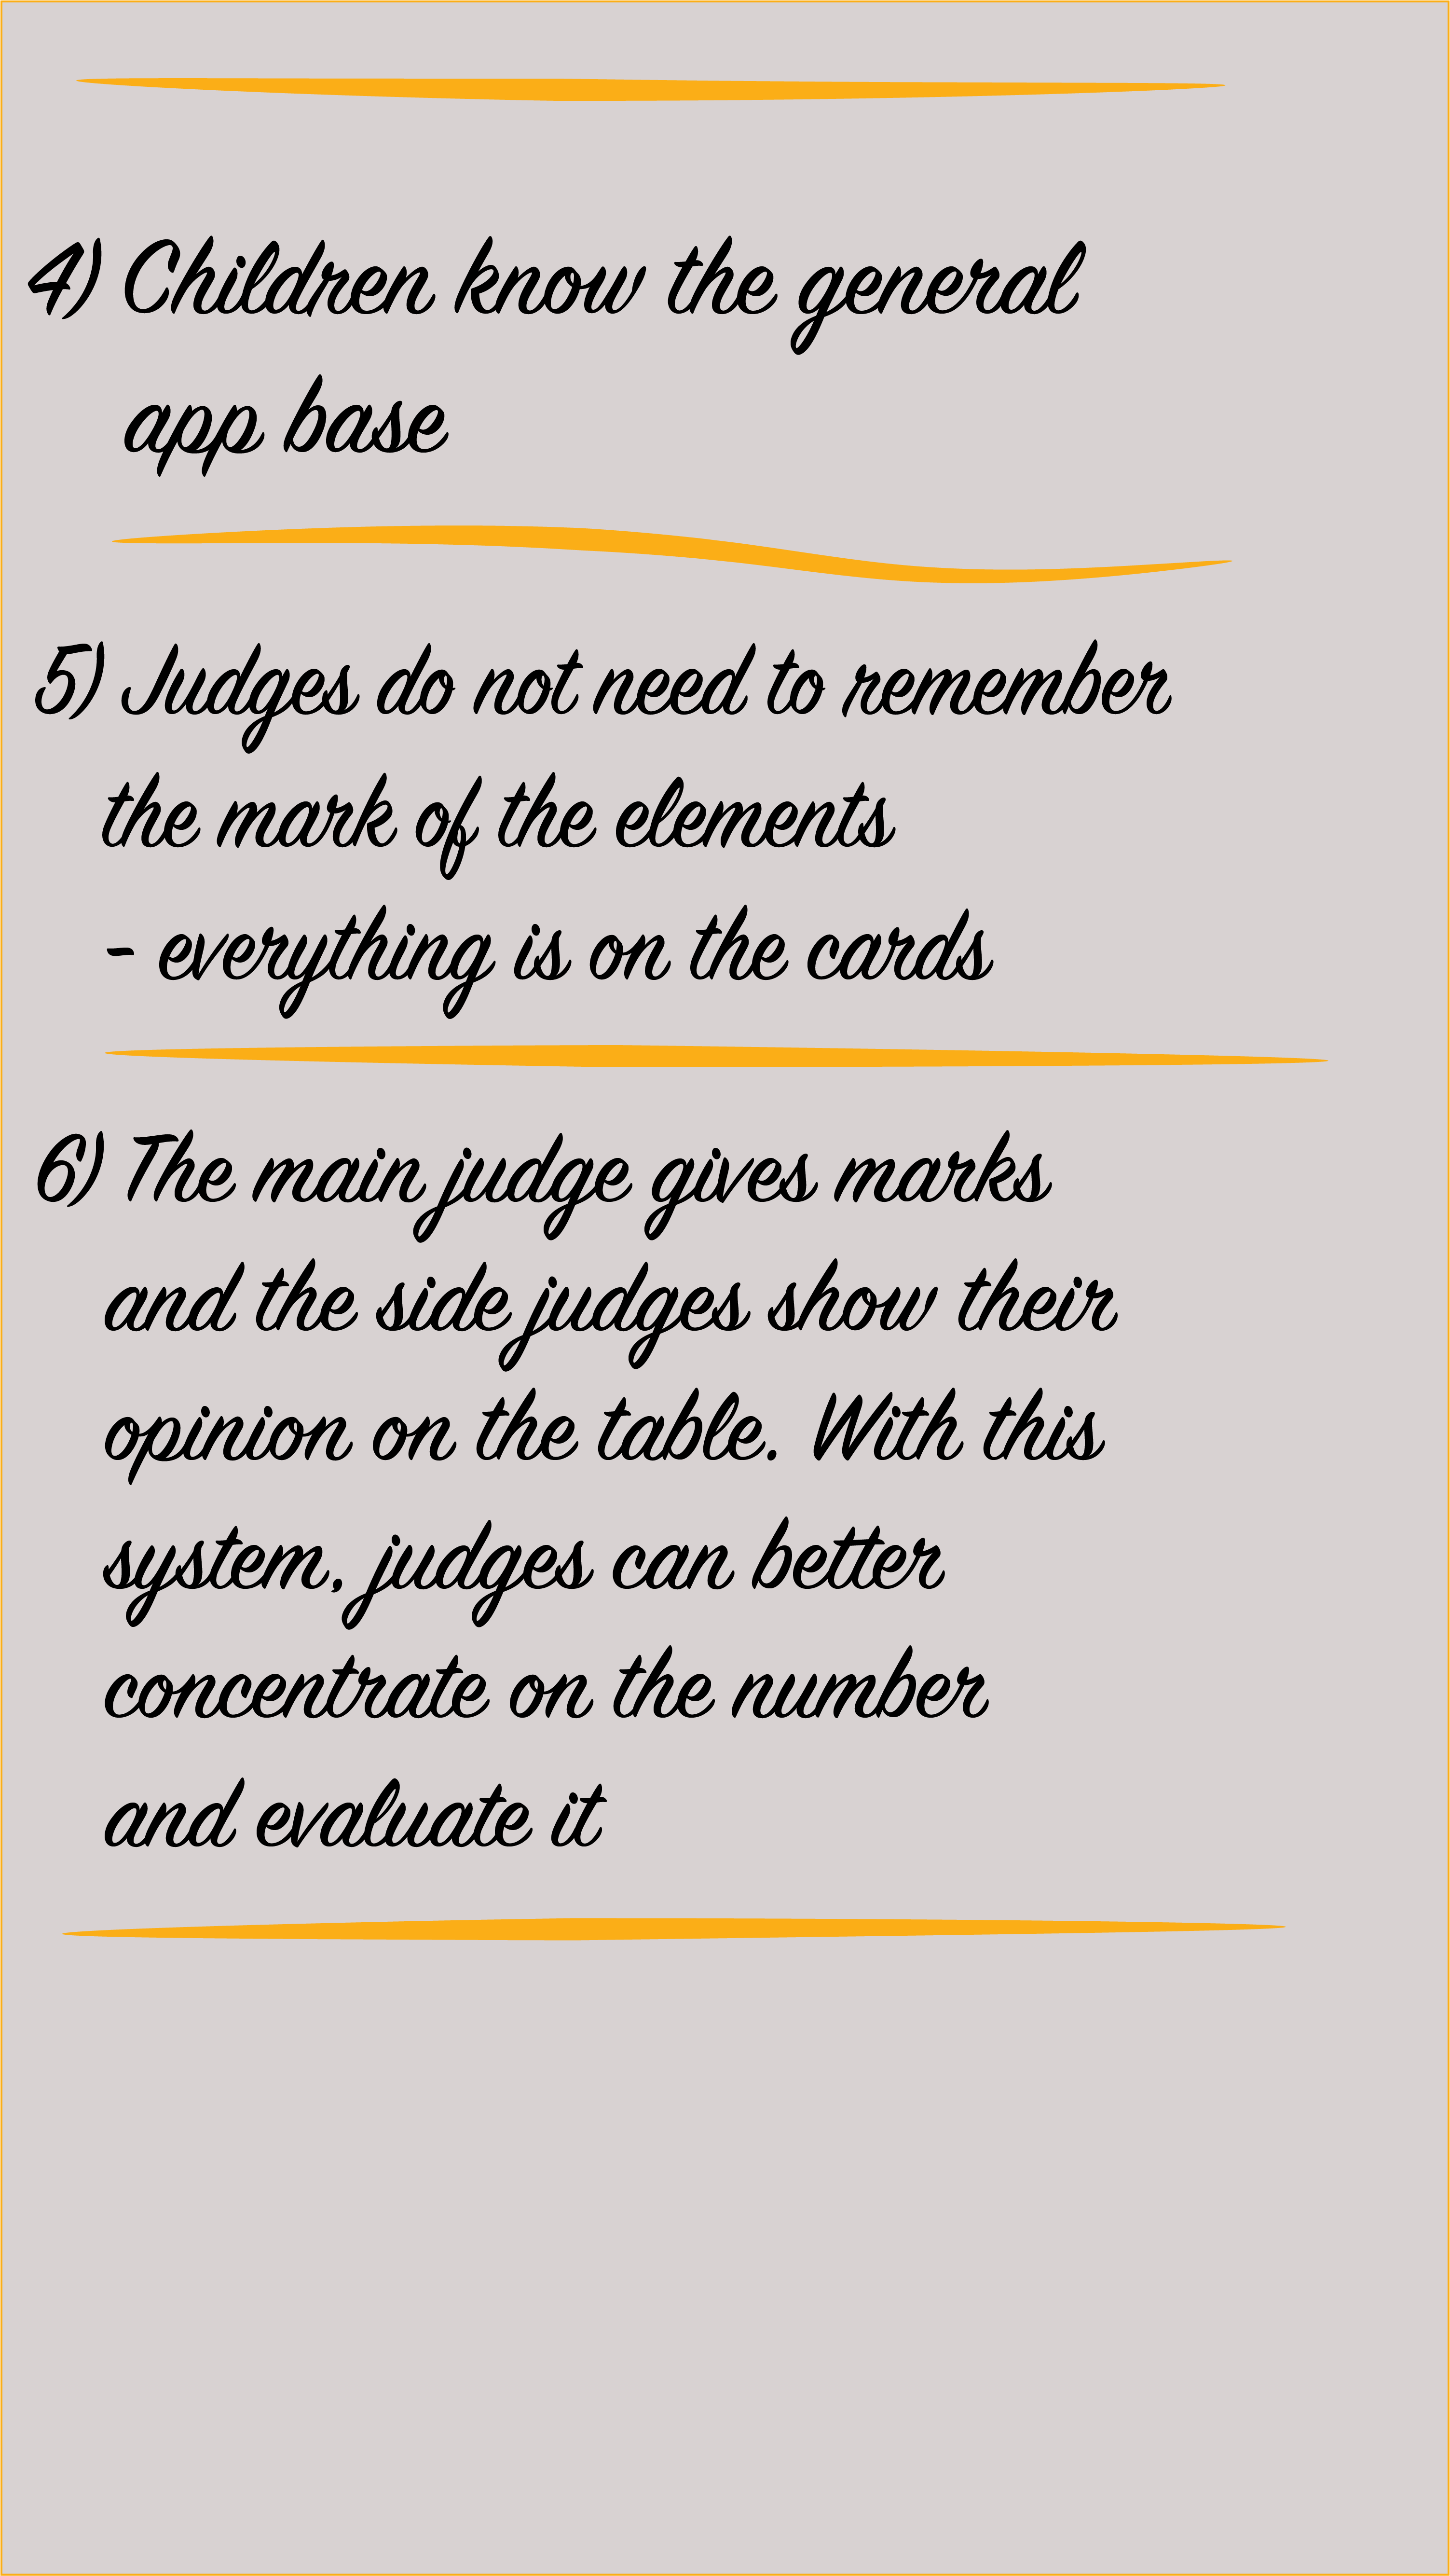 4) Children know the general
app base
5) Judges do not need to remember
the mark of the elements
- everything is on the cards
6) The main judge gives marks
and the side judges show their
opinion on the table. With this
system, judges can better
concentrate on the number
and evaluate it